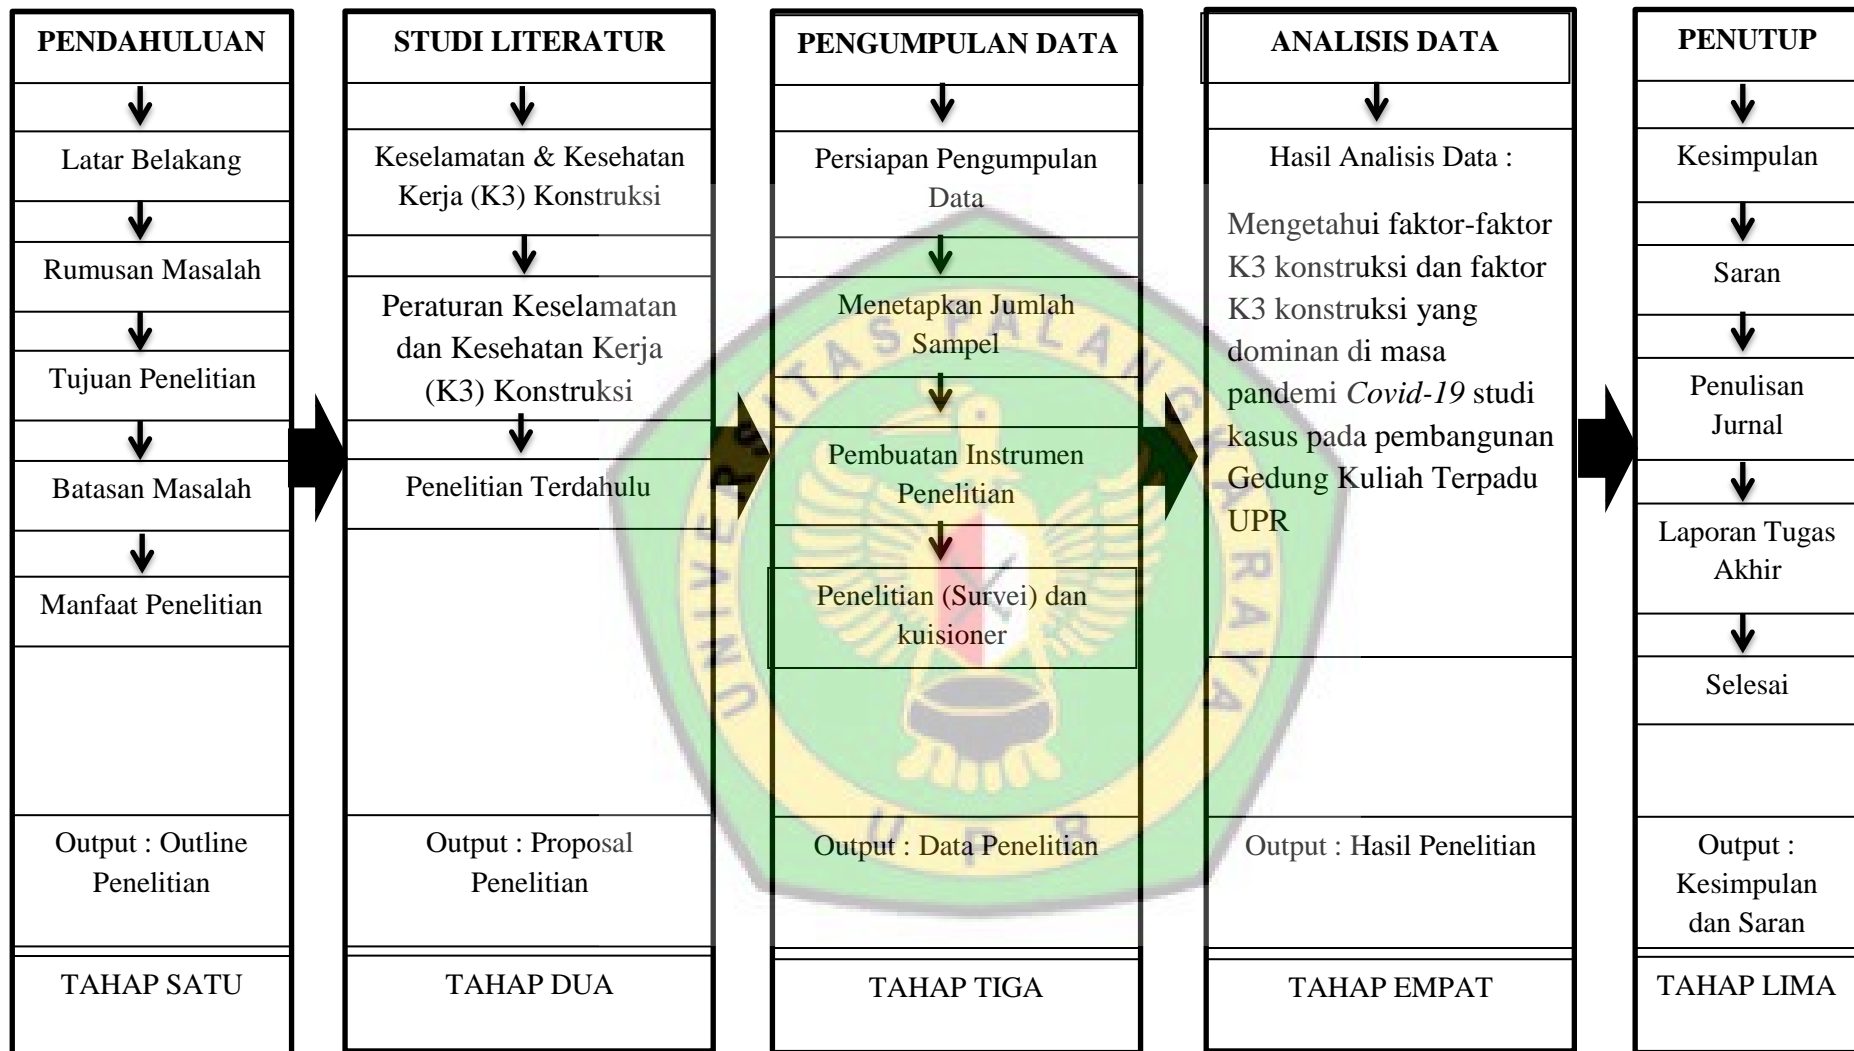 PENDAHULUAN
Latar Belakang
Rumusan Masalah
Tujuan Penelitian
Batasan Masalah
Manfaat Penelitian
Output : Outline
Penelitian
TAHAP SATU
STUDI LITERATUR
Keselamatan & Kesehatan
Kerja (K3) Konstruksi
Peraturan Keselamatan
dan Kesehatan Kerja
(K3) Konstruksi
Penelitian Terdahulu
Output : Proposal
Penelitian
TAHAP DUA
PENGUMPULAN DATA
Persiapan Pengumpulan
Data
Menetapkan Jumlah
Sampel
Pembuatan Instrumen
Penelitian
Penelitian (Survei) dan
kuisioner
Output : Data Penelitian
TAHAP TIGA
ANALISIS DATA
Hasil Analisis Data :
Mengetahui faktor-faktor
K3 konstruksi dan faktor
K3 konstruksi yang
dominan di masa
pandemi Covid-19 studi
kasus pada pembangunan
Gedung Kuliah Terpadu
UPR
Output : Hasil Penelitian
TAHAP EMPAT
PENUTUP
Kesimpulan
Saran
Penulisan
Jurnal
Laporan Tugas
Akhir
Selesai
Output :
Kesimpulan
dan Saran
TAHAP LIMA
UNIVERSITAS PALANGKA RAYA
UPR